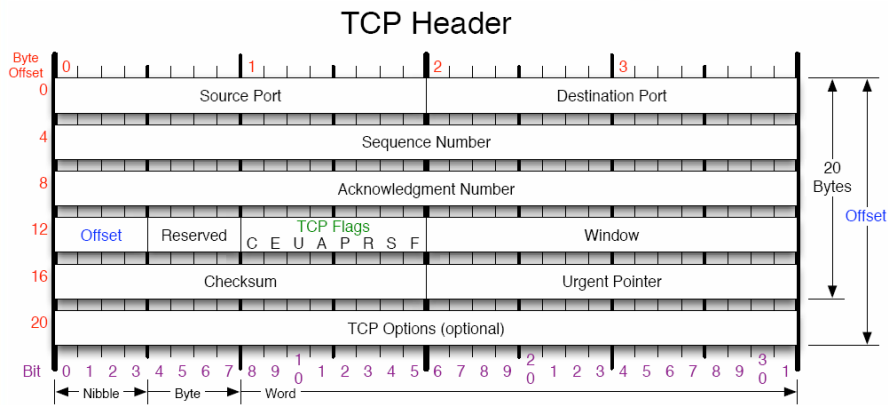 TCP Header
Byte Offset 0 1 2 3
0 Source Port Destination Port
4 Sequence Number
8 Acknowledgment Number
20 Bytes
12 Offset Reserved TCP Flags Window Offset
C E U A P R S F
16 Checksum Urgent Pointer
20 TCP Options (optional)
Bit 0 1 2 3 4 5 6 7 8 9 10 1 2 3 4 5 6 7 8 9 20 1 2 3 4 5 6 7 8 9 30 1
Nibble Byte Word